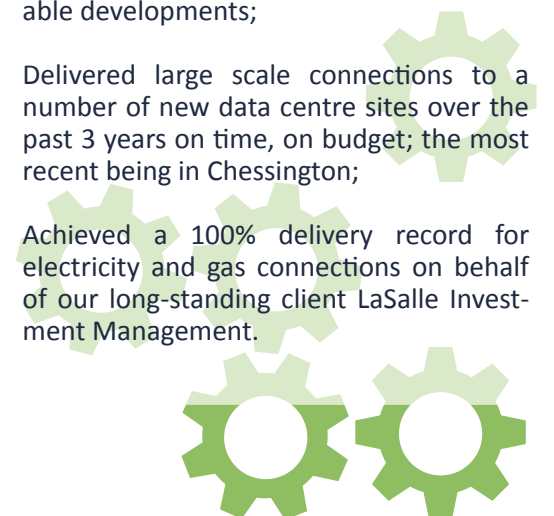 able developments;
Delivered large scale connections to a
number of new data centre sites over the
past 3 years on time, on budget; the most
recent being in Chessington;
Achieved a 100% delivery record for
electricity and gas connections on behalf
of our long-standing client LaSalle Invest-
ment Management.